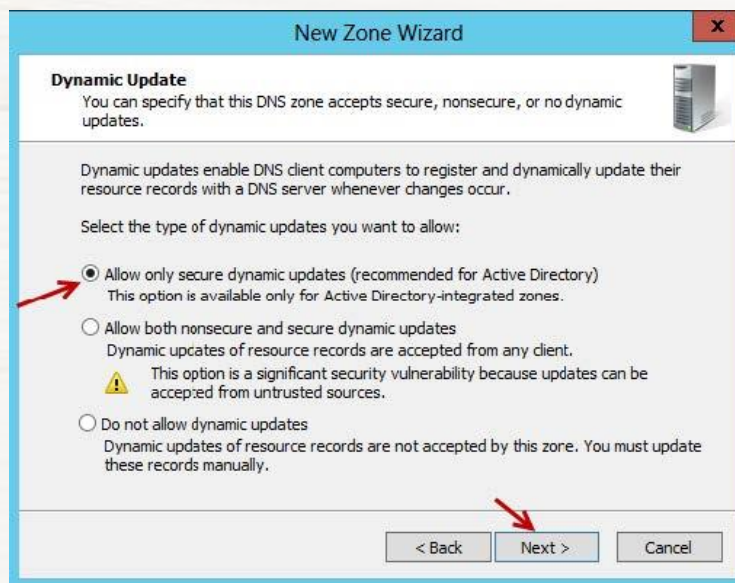 New Zone Wizard
x
Dynamic Update
You can specify that this DNS zone accepts secure, nonsecure, or no dynamic
updates.
Dynamic updates enable DNS client computers to register and dynamically update their
resource records with a DNS server whenever changes occur.
Select the type of dynamic updates you want to allow:
Allow only secure dynamic updates (recommended for Active Directory)
This option is available only for Active Directory-integrated zones.
Allow both nonsecure and secure dynamic updates
Dynamic updates of resource records are accepted from any client.
This option is a significant security vulnerability because updates can be
accepted from untrusted sources.
Do not allow dynamic updates
Dynamic updates of resource records are not accepted by this zone. You must update
these records manually.
< Back
Next >
Cancel